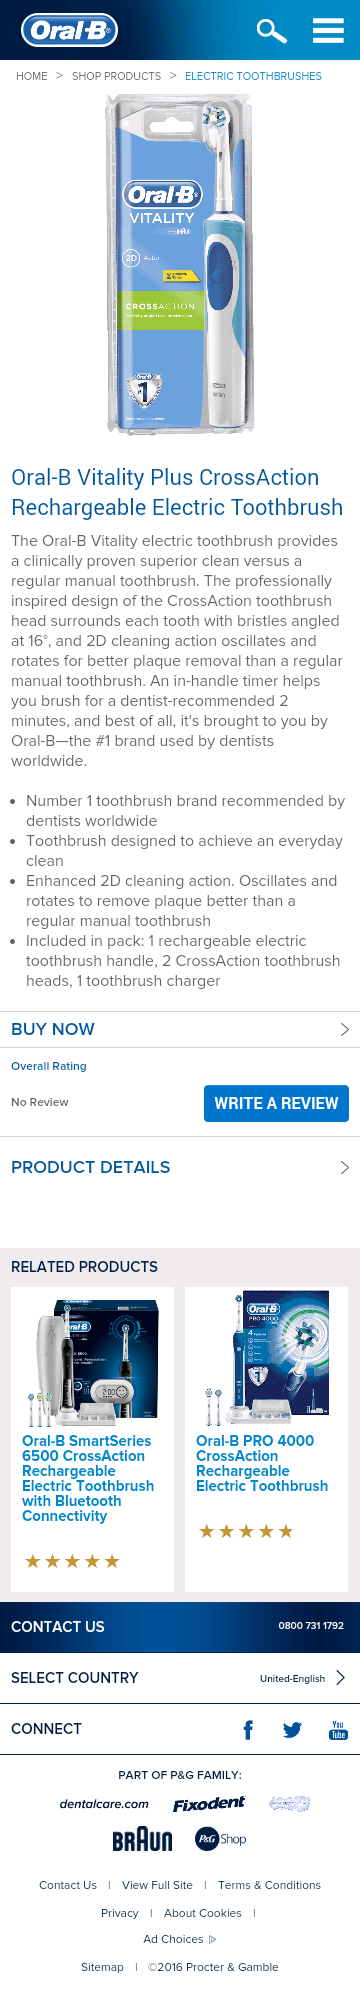 Oral-B
HOME > SHOP PRODUCTS > ELECTRIC TOOTHBRUSHES
Oral-B
VITALITY
BRAUN
2D Action
CROSSACTION
#1
Oral-B Vitality Plus CrossAction
Rechargeable Electric Toothbrush
The Oral-B Vitality electric toothbrush provides
a clinically proven superior clean versus a
regular manual toothbrush. The professionally
inspired design of the CrossAction toothbrush
head surrounds each tooth with bristles angled
at 16°, and 2D cleaning action oscillates and
rotates for better plaque removal than a regular
manual toothbrush. An in-handle timer helps
you brush for a dentist-recommended 2
minutes, and best of all, it's brought to you by
Oral-B—the #1 brand used by dentists
worldwide.
• Number 1 toothbrush brand recommended by
dentists worldwide
• Toothbrush designed to achieve an everyday
clean
• Enhanced 2D cleaning action. Oscillates and
rotates to remove plaque better than a
regular manual toothbrush
• Included in pack: 1 rechargeable electric
toothbrush handle, 2 CrossAction toothbrush
heads, 1 toothbrush charger
BUY NOW
Overall Rating
No Review
WRITE A REVIEW
PRODUCT DETAILS
RELATED PRODUCTS
Oral-B
Oral-B
PRO 4000
Oral-B SmartSeries
6500 CrossAction
Rechargeable
Electric Toothbrush
with Bluetooth
Connectivity
Oral-B PRO 4000
CrossAction
Rechargeable
Electric Toothbrush
CONTACT US 0800 731 1792
SELECT COUNTRY United-English
CONNECT
You Tube
PART OF P&G FAMILY:
dentalcare.com Fixodent
BRAUN P&G Shop
Contact Us | View Full Site | Terms & Conditions
Privacy | About Cookies |
Ad Choices
Sitemap | ©2016 Procter & Gamble